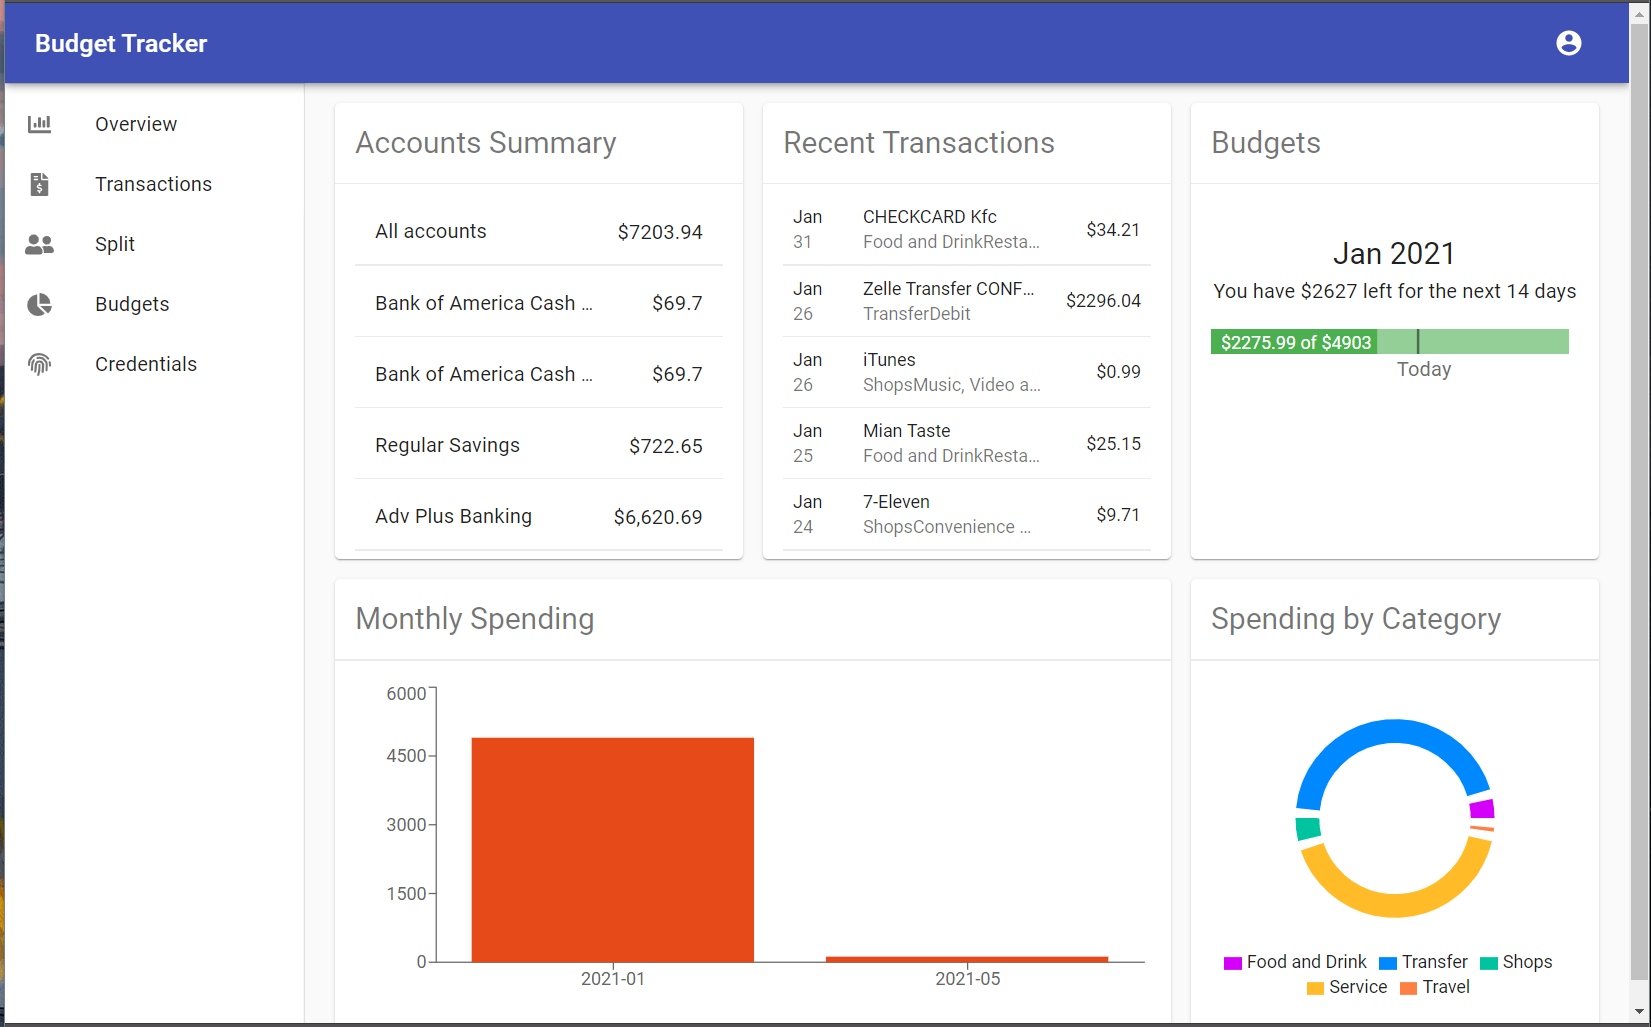 Budget Tracker
Overview
Transactions
Split
Budgets
Credentials
Accounts Summary
All accounts $7203.94
Bank of America Cash ... $69.7
Bank of America Cash ... $69.7
Regular Savings $722.65
Adv Plus Banking $6,620.69
Recent Transactions
Jan CHECKCARD Kfc $34.21
31 Food and DrinkResta...
Jan Zelle Transfer CONF... $2296.04
26 TransferDebit
Jan iTunes $0.99
26 ShopsMusic, Video a...
Jan Mian Taste $25.15
25 Food and DrinkResta...
Jan 7-Eleven $9.71
24 ShopsConvenience ...
Budgets
Jan 2021
You have $2627 left for the next 14 days
$2275.99 of $4903
Today
Monthly Spending
6000
4500
3000
1500
0
2021-01 2021-05
Spending by Category
Food and Drink Transfer Shops
Service Travel